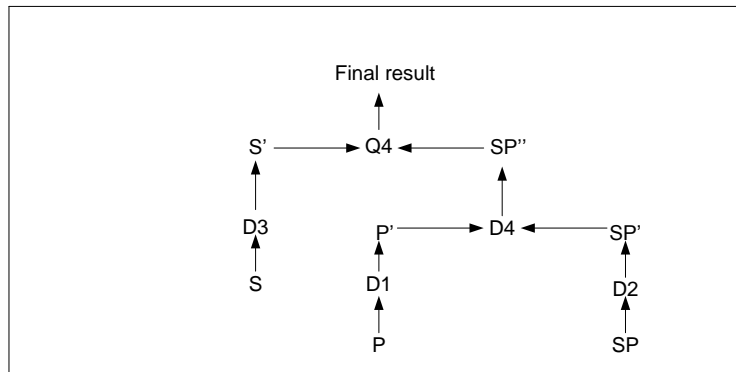 Final result
S’ Q4 SP’’
D3 P’ D4 SP’
S D1 D2
P SP